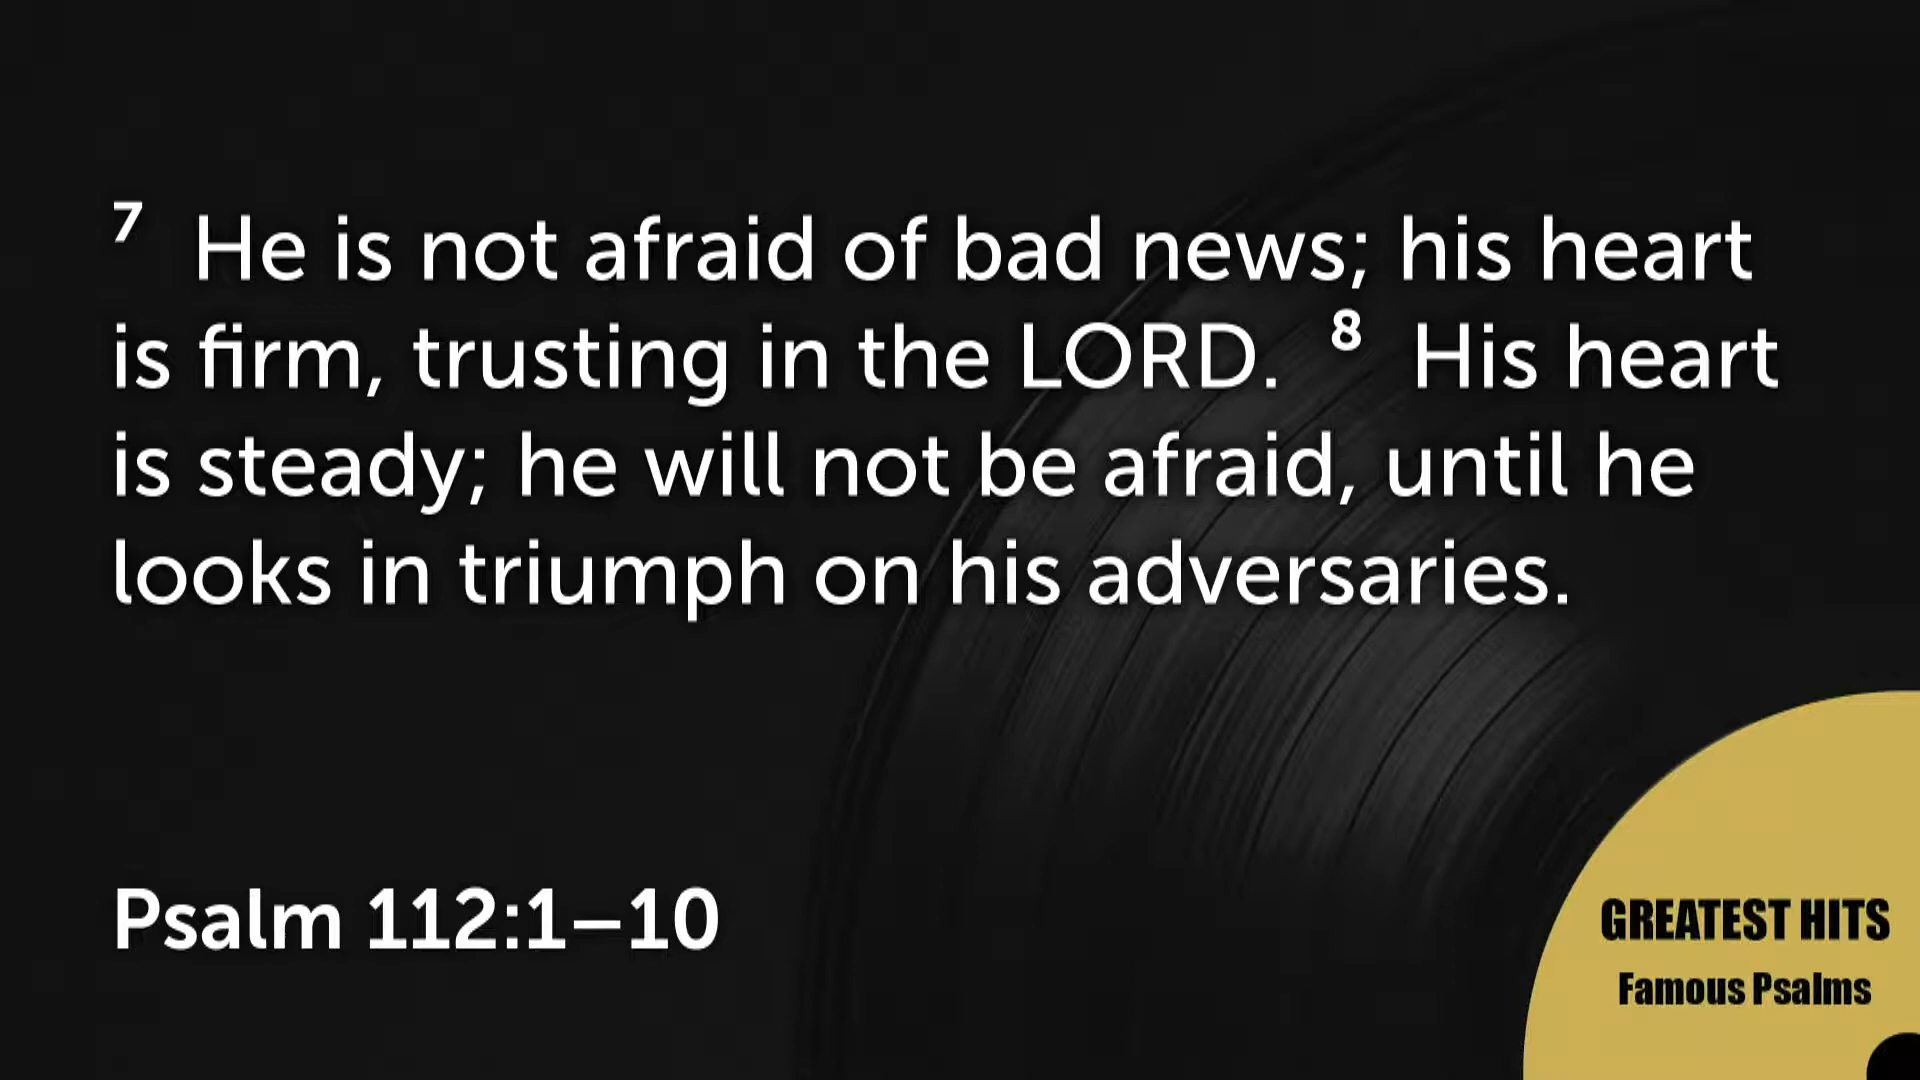 7 He is not afraid of bad news; his heart
is firm, trusting in the LORD. 8 His heart
is steady; he will not be afraid, until he
looks in triumph on his adversaries.
Psalm 112:1–10
GREATEST HITS
Famous Psalms